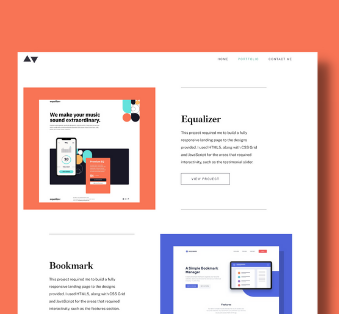 HOME PORTFOLIO CONTACT US
equalizer
We make your music
sound extraordinary.
Equalizer
This project required me to build a fully
responsive landing page to the designs
provided. I used HTML5, along with CSS Grid
and JavaScript for the areas that required
interactivity, such as the testimonial slider.
VIEW PROJECT
equalizer
Bookmark
This project required me to build a fully
responsive landing page to the designs
provided. I used HTML5, along with CSS Grid
and JavaScript for the areas that required
interactivity, such as the features section.
A Simple Bookmark
Manager
Features